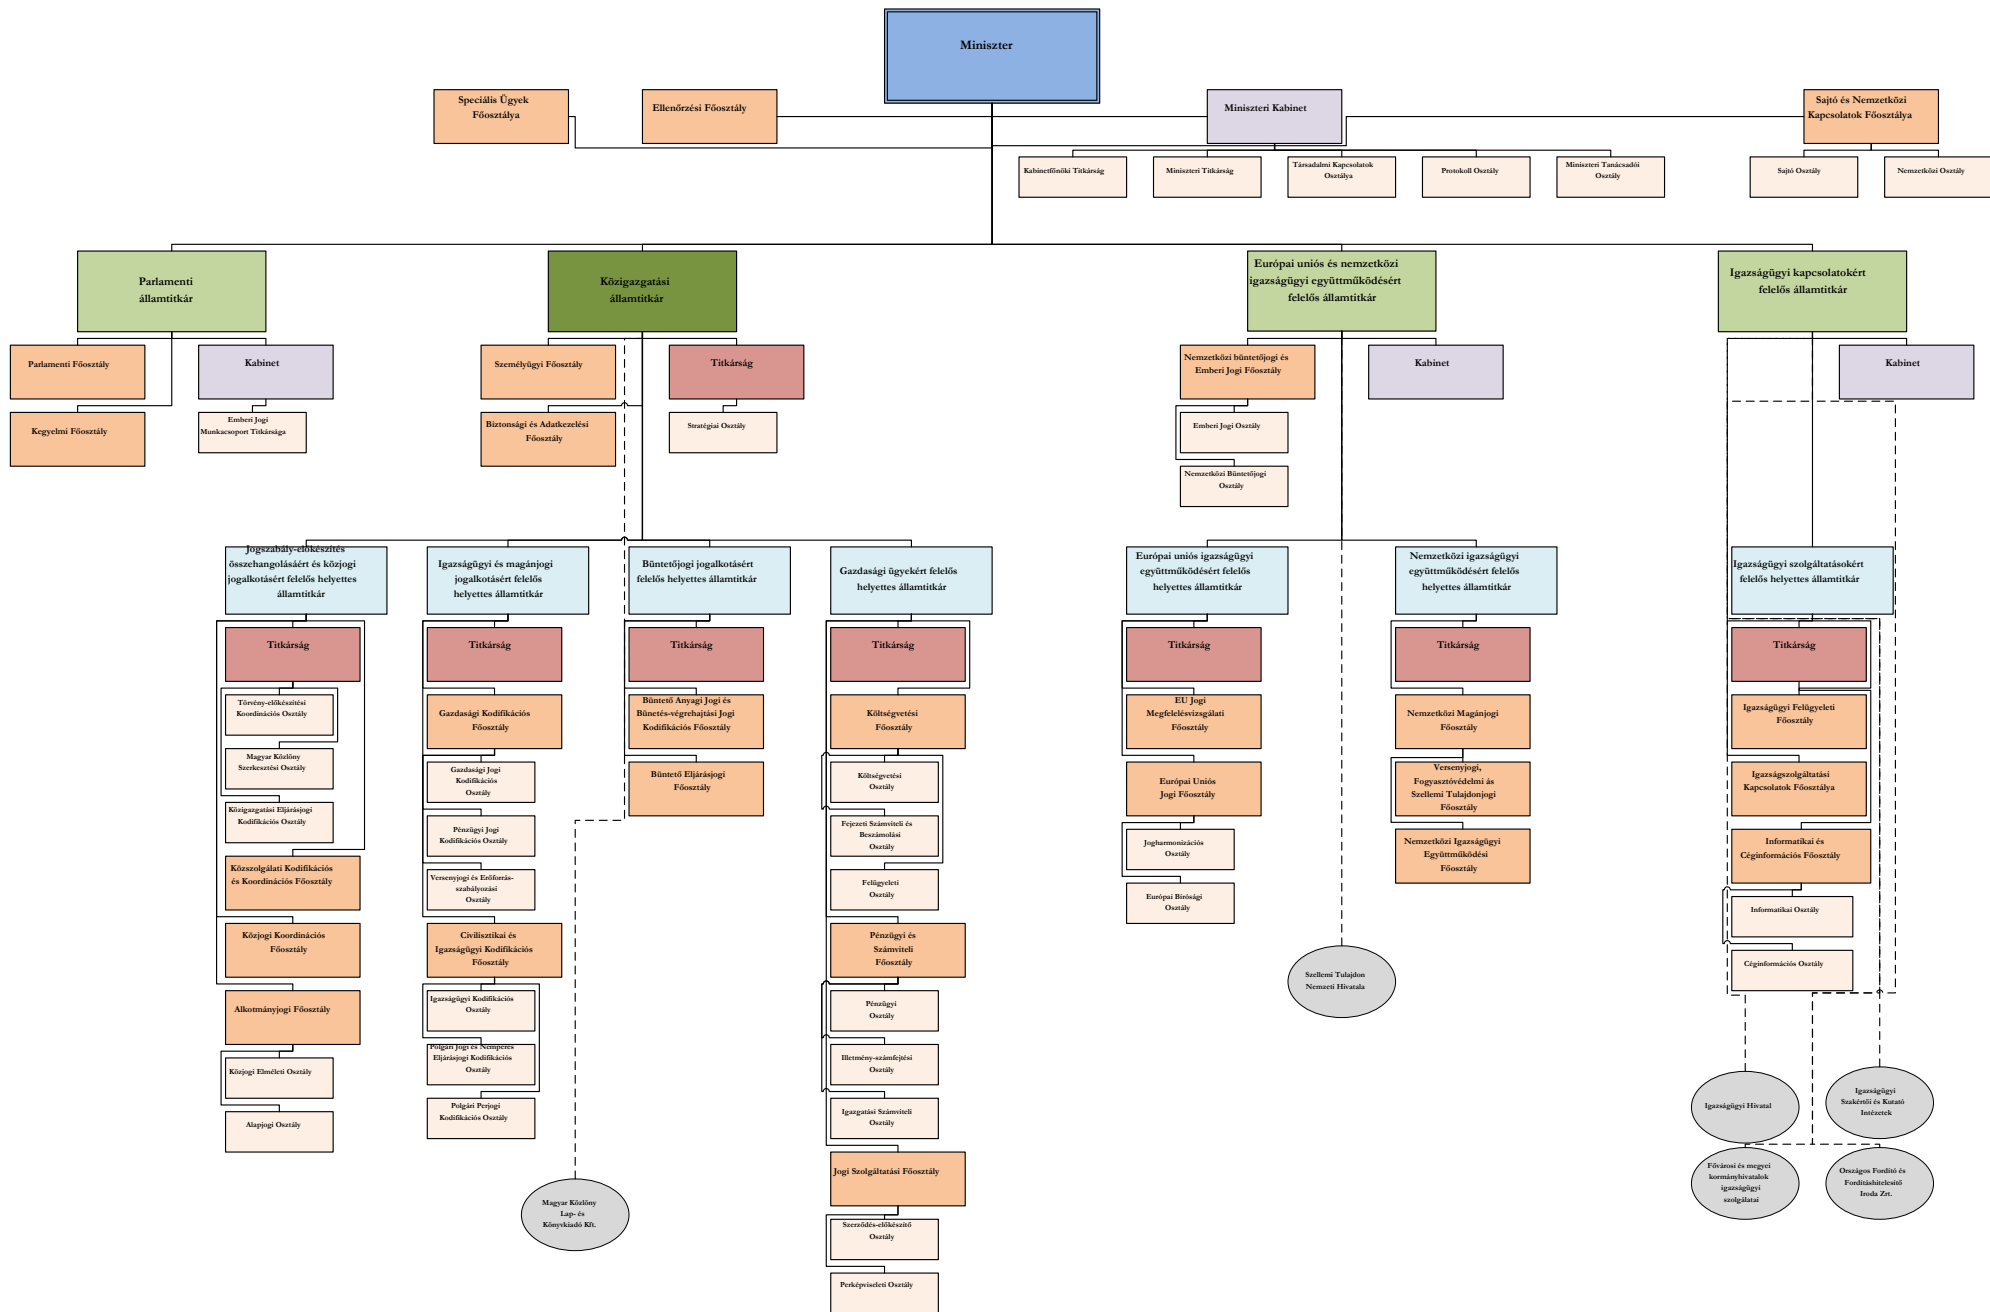 Miniszter
Speciális Ügyek
Főosztálya
Ellenőrzési Főosztály
Miniszteri Kabinet
Sajtó és Nemzetközi
Kapcsolatok Főosztálya
Kabinetfőnöki Titkárság
Miniszteri Titkárság
Társadalmi Kapcsolatok
Osztálya
Protokoll Osztály
Miniszteri Tanácsadói
Osztály
Sajtó Osztály
Nemzetközi Osztály
Parlamenti
államtitkár
Közigazgatási
államtitkár
Európai uniós és nemzetközi
igazságügyi együttműködésért
felelős államtitkár
Igazságügyi kapcsolatokért
felelős államtitkár
Parlamenti Főosztály
Kabinet
Kegyelmi Főosztály
Emberi Jogi
Munkacsoport Titkársága
Személyügyi Főosztály
Titkárság
Biztonsági és Adatkezelési
Főosztály
Stratégiai Osztály
Nemzetközi büntetőjogi és
Emberi Jogi Főosztály
Kabinet
Emberi Jogi Osztály
Nemzetközi Büntetőjogi
Osztály
Kabinet
Jogszabály-előkészítés
összehangolásáért és közjogi
jogalkotásért felelős helyettes
államtitkár
Igazságügyi és magánjogi
jogalkotásért felelős
helyettes államtitkár
Büntetőjogi jogalkotásért
felelős helyettes államtitkár
Gazdasági ügyekért felelős
helyettes államtitkár
Európai uniós igazságügyi
együttműködésért felelős
helyettes államtitkár
Nemzetközi igazságügyi
együttműködésért felelős
helyettes államtitkár
Igazságügyi szolgáltatásokért
felelős helyettes államtitkár
Titkárság
Törvény-előkészítési
Koordinációs Osztály
Magyar Közlöny
Szerkesztési Osztály
Közigazgatási Eljárásjogi
Kodifikációs Osztály
Közszolgálati Kodifikációs
és Koordinációs Főosztály
Közjogi Koordinációs
Főosztály
Alkotmányjogi Főosztály
Közjogi Elméleti Osztály
Alapjogi Osztály
Titkárság
Gazdasági Kodifikációs
Főosztály
Gazdasági Jogi
Kodifikációs
Osztály
Pénzügyi Jogi
Kodifikációs Osztály
Versenyjogi és Erőforrás-
szabályozási
Osztály
Civilisztikai és
Igazságügyi Kodifikációs
Főosztály
Igazságügyi Kodifikációs
Osztály
Polgári Jogi és Nemperes
Eljárásjogi Kodifikációs
Osztály
Polgári Perjogi
Kodifikációs Osztály
Titkárság
Büntető Anyagi Jogi és
Bünetés-végrehajtási Jogi
Kodifikációs Főosztály
Büntető Eljárásjogi
Főosztály
Magyar Közlöny
Lap- és
Könyvkiadó Kft.
Titkárság
Költségvetési
Főosztály
Költségvetési
Osztály
Fejezeti Számviteli és
Beszámolási
Osztály
Felügyeleti
Osztály
Pénzügyi és
Számviteli
Főosztály
Pénzügyi
Osztály
Illetmény-számfejtési
Osztály
Igazgatási Számviteli
Osztály
Jogi Szolgáltatási Főosztály
Szerződés-előkészítő
Osztály
Perképviseleti Osztály
Titkárság
EU Jogi
Megfelelésvizsgálati
Főosztály
Európai Uniós
Jogi Főosztály
Jogharmonizációs
Osztály
Európai Bírósági
Osztály
Szellemi Tulajdon
Nemzeti Hivatala
Titkárság
Nemzetközi Magánjogi
Főosztály
Versenyjogi,
Fogyasztóvédelmi ás
Szellemi Tulajdonjogi
Főosztály
Nemzetközi Igazságügyi
Együttműködési
Főosztály
Titkárság
Igazságügyi Felügyeleti
Főosztály
Igazságszolgáltatási
Kapcsolatok Főosztálya
Informatikai és
Céginformációs Főosztály
Informatikai Osztály
Céginformációs Osztály
Igazságügyi Hivatal
Igazságügyi
Szakértői és Kutató
Intézetek
Fővárosi és megyei
kormányhivatalok
igazságügyi
szolgálatai
Országos Fordító és
Fordításhitelesítő
Iroda Zrt.